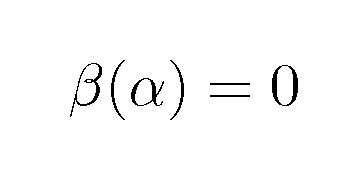 β(α) = 0